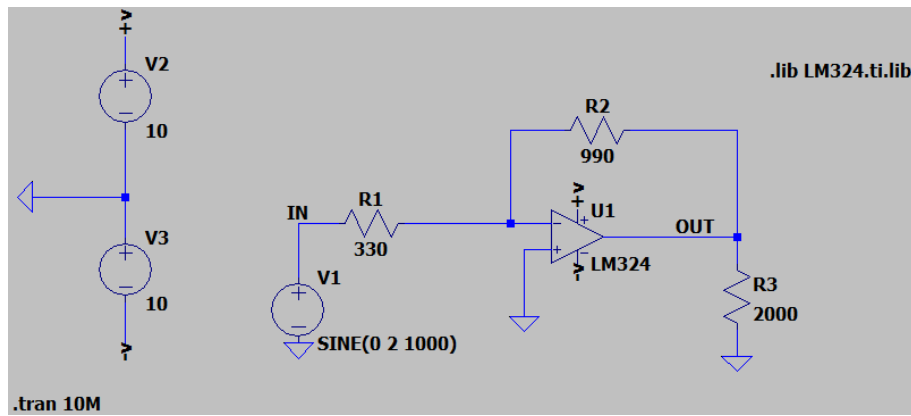 +v
V2
10
V3
10
-v
.tran 10M
IN
R1
330
V1
SINE(0 2 1000)
R2
990
+v
U1
-v
LM324
OUT
R3
2000
.lib LM324.ti.lib